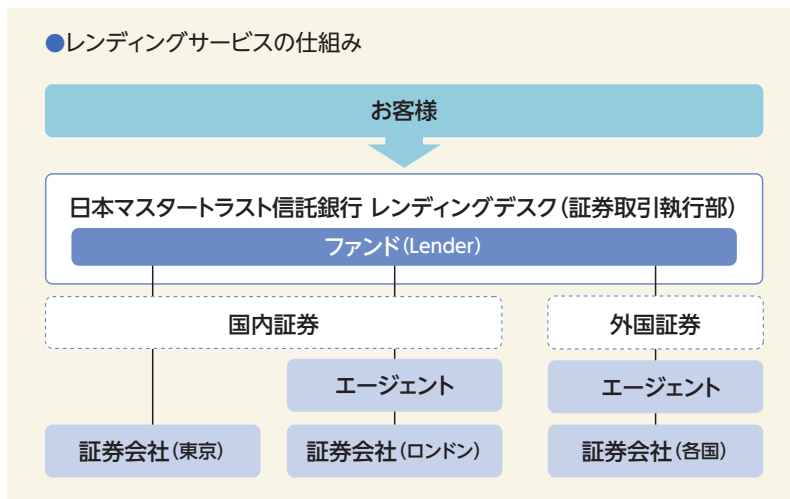 ●レンディングサービスの仕組み
お客様
日本マスタートラスト信託銀行 レンディングデスク(証券取引執行部)
ファンド(Lender)
国内証券
外国証券
エージェント
エージェント
証券会社(東京)
証券会社(ロンドン)
証券会社(各国)